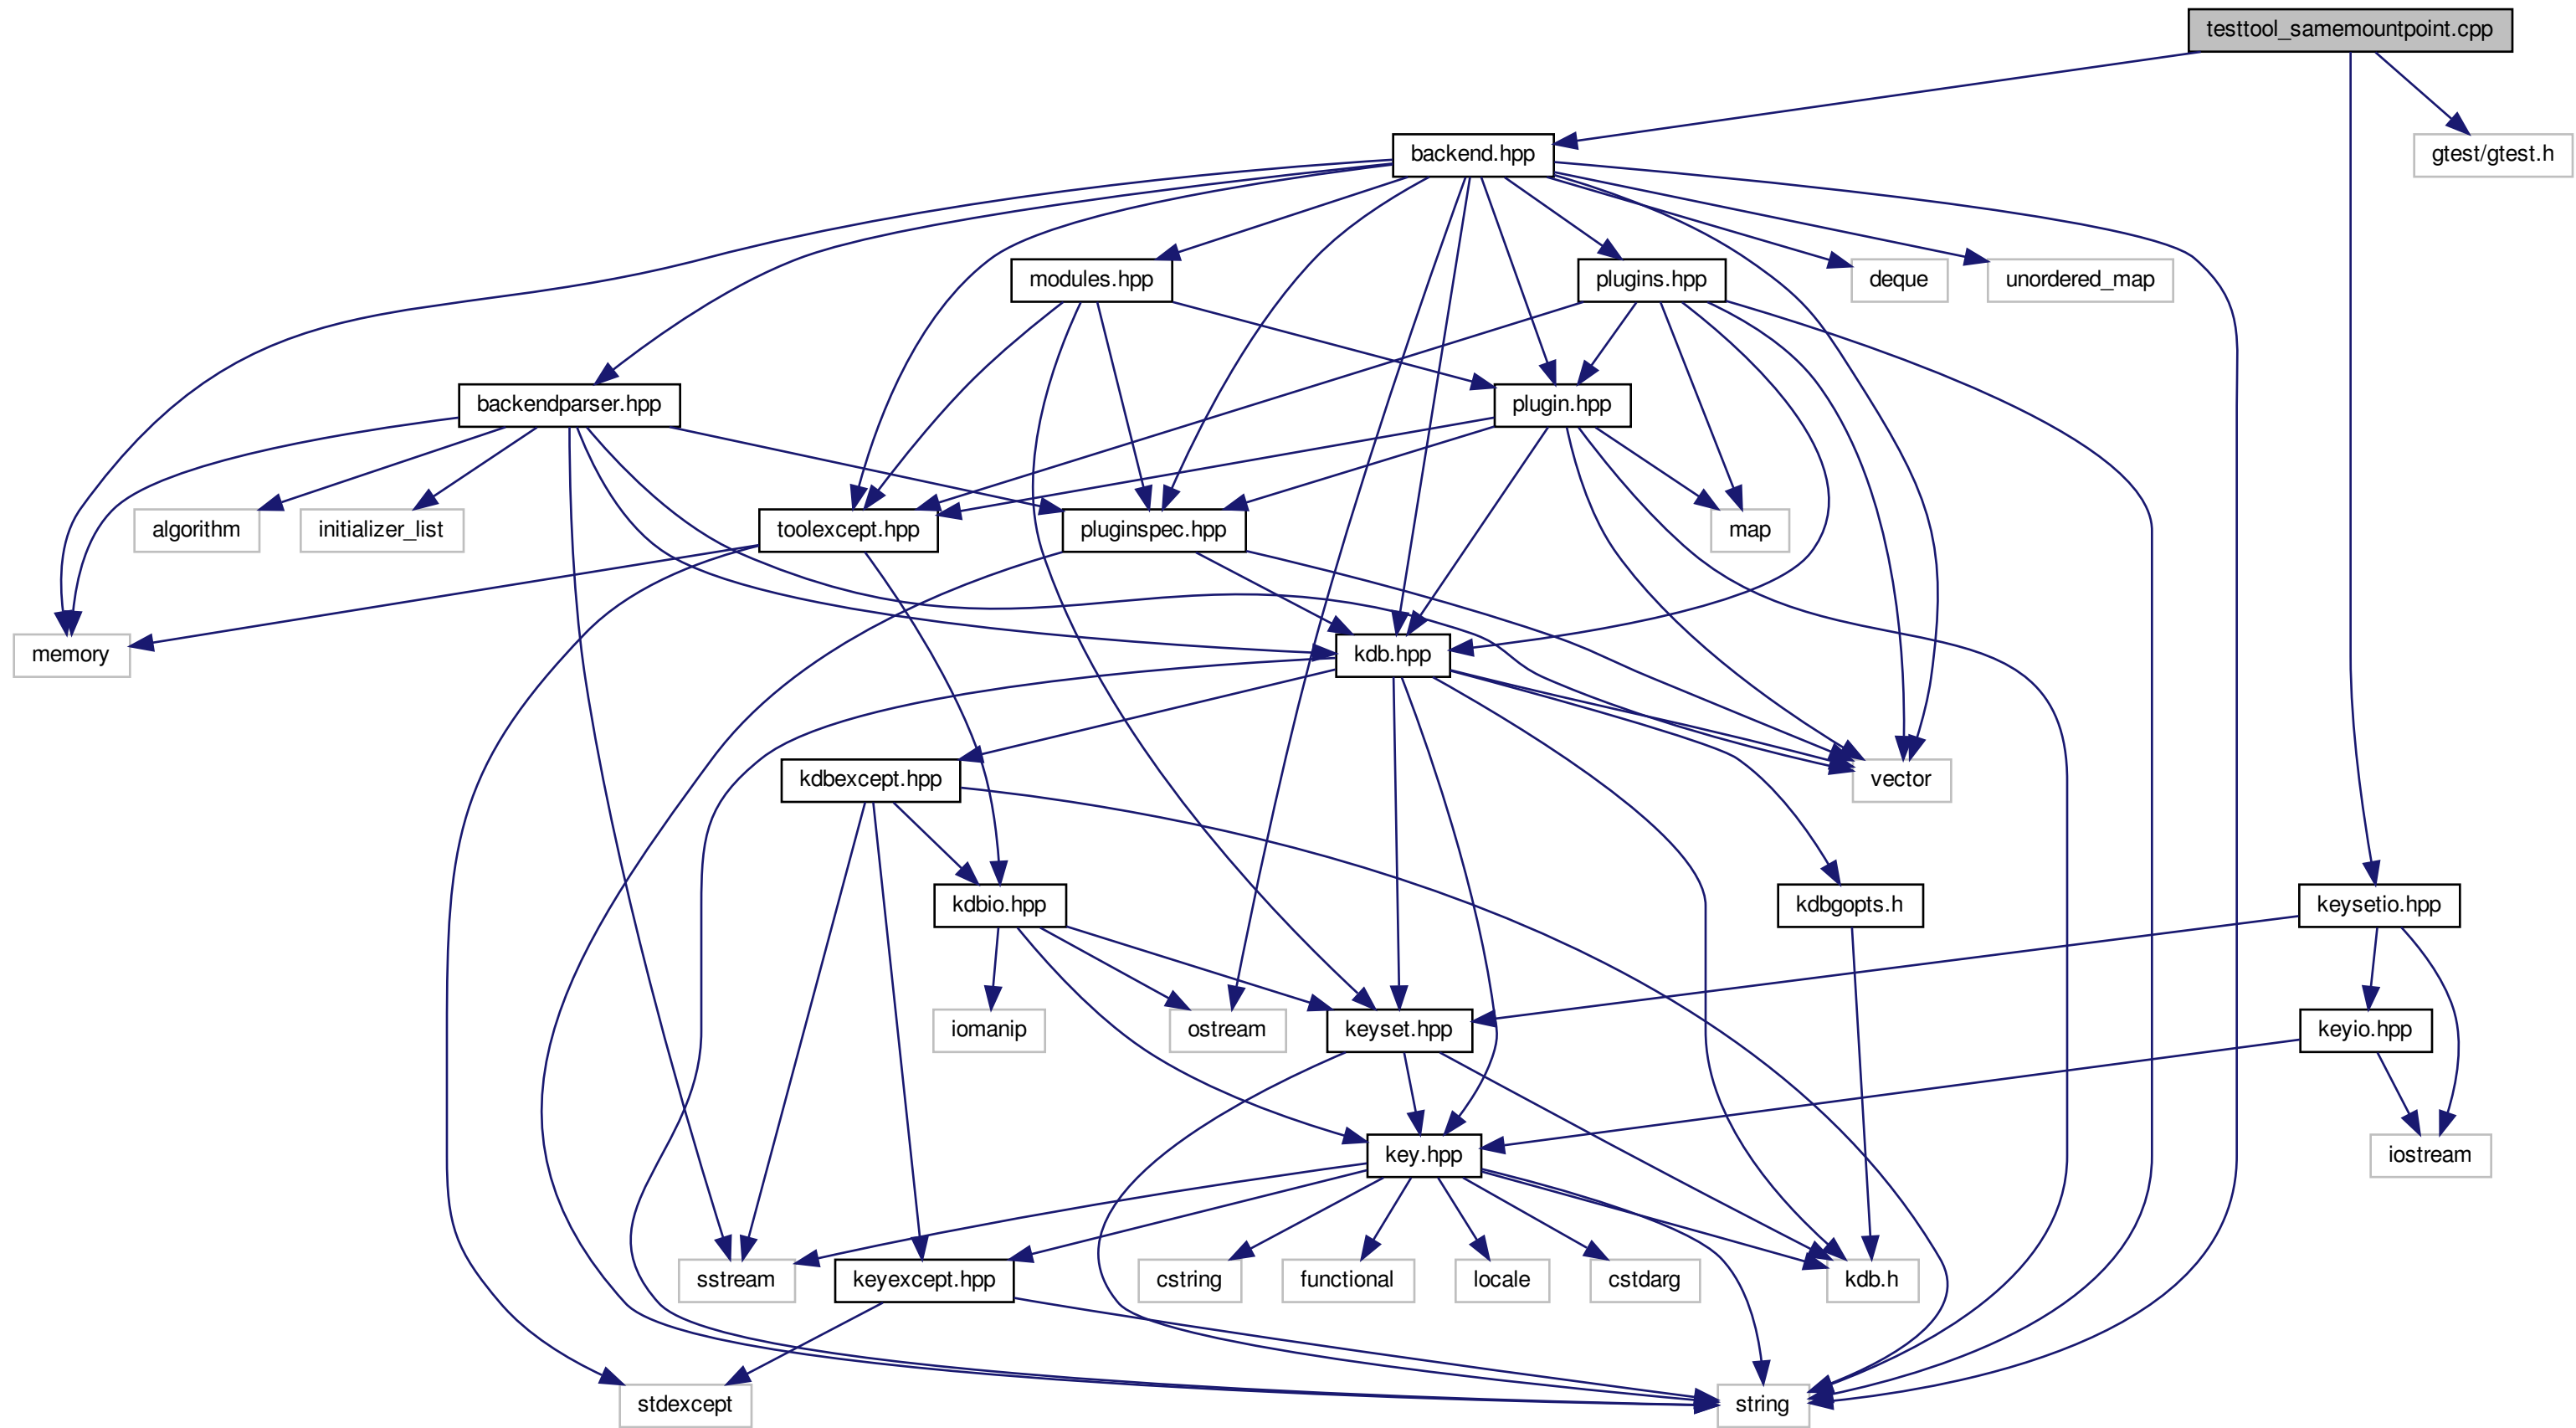 testtool_samemountpoint.cpp
backend.hpp
gtest/gtest.h
modules.hpp
plugins.hpp
deque
unordered_map
backendparser.hpp
plugin.hpp
algorithm
initializer_list
toolexcept.hpp
pluginspec.hpp
map
memory
kdb.hpp
kdbexcept.hpp
vector
kdbio.hpp
kdbgopts.h
keysetio.hpp
iomanip
ostream
keyset.hpp
keyio.hpp
key.hpp
iostream
sstream
keyexcept.hpp
cstring
functional
locale
cstdarg
kdb.h
stdexcept
string